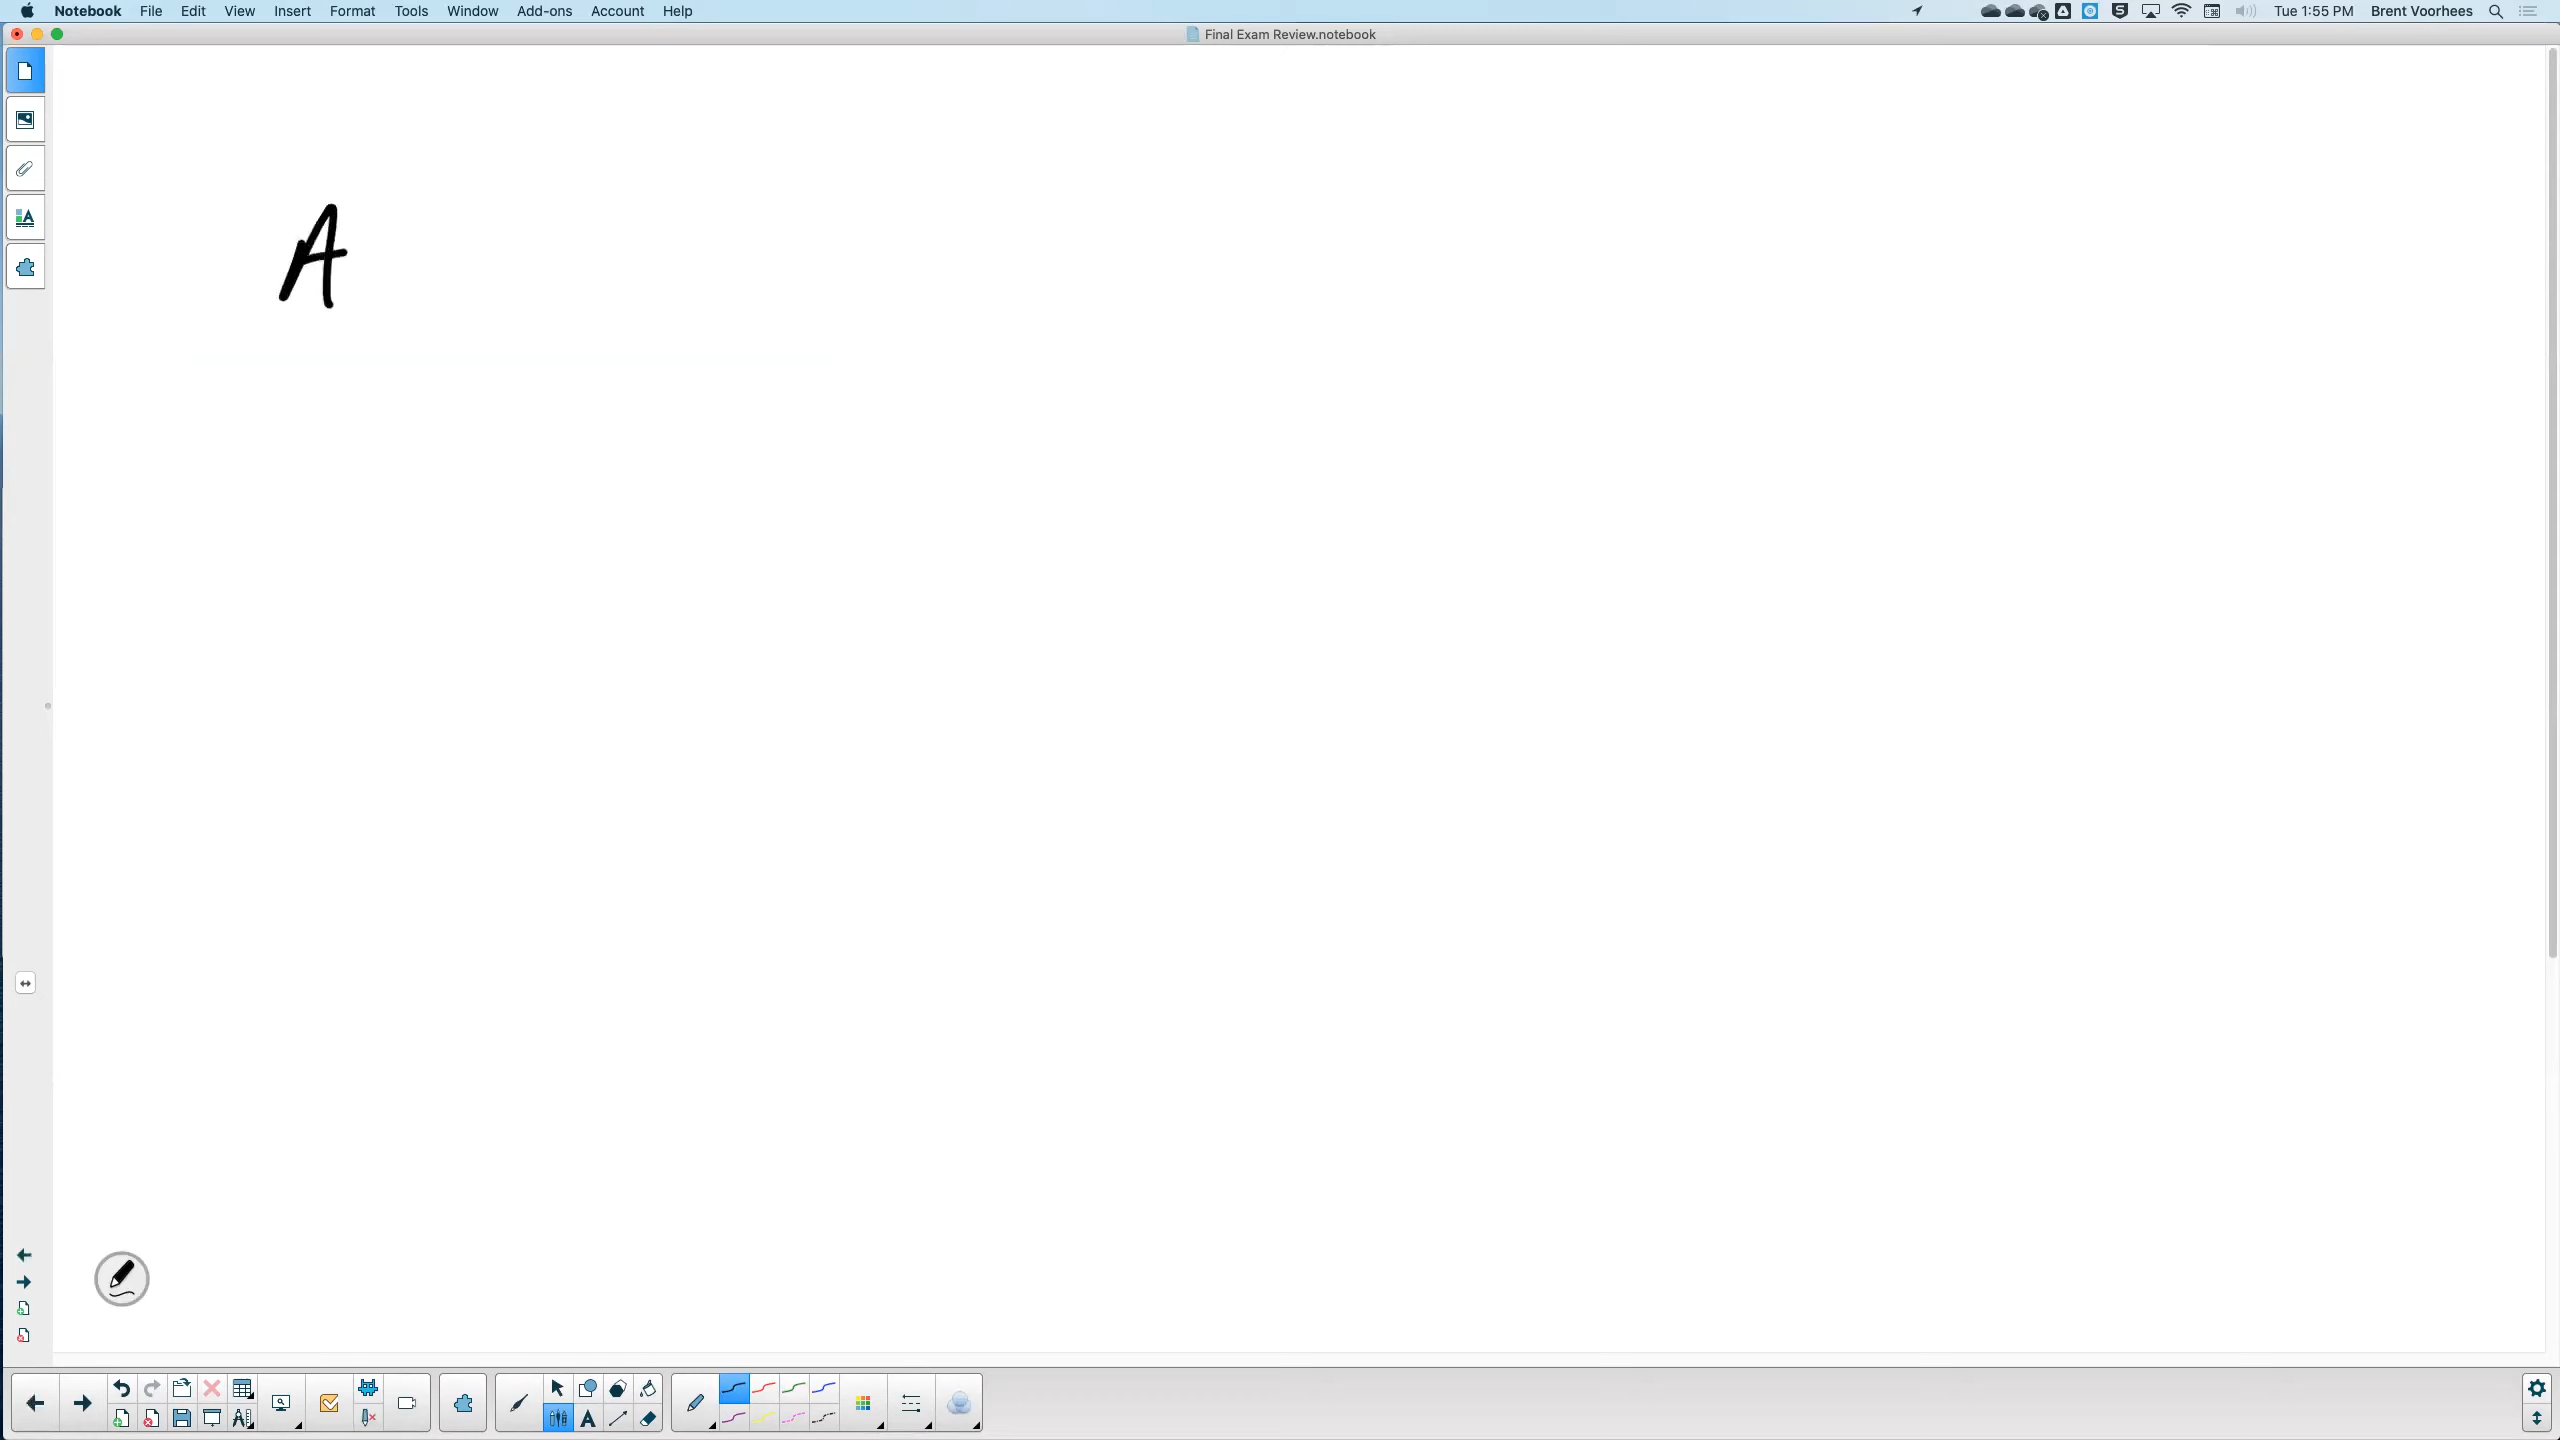 Notebook File Edit View Insert Format Tools Window Add-ons Account Help Tue 1:55 PM Brent Voorhees
Final Exam Review.notebook
A